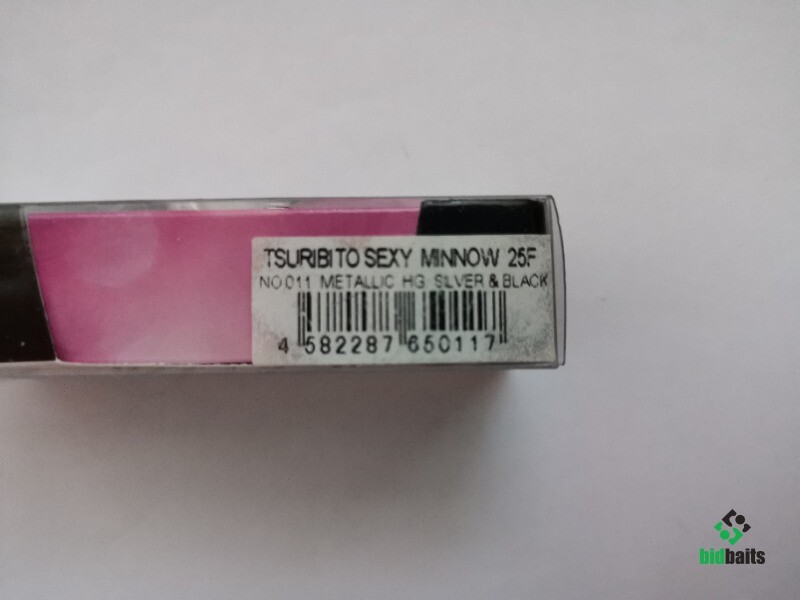 TSURIBITO SEXY MINNOW 25F
NO.011 METALLIC HG SILVER & BLACK
4 582287 650117
bidbaits